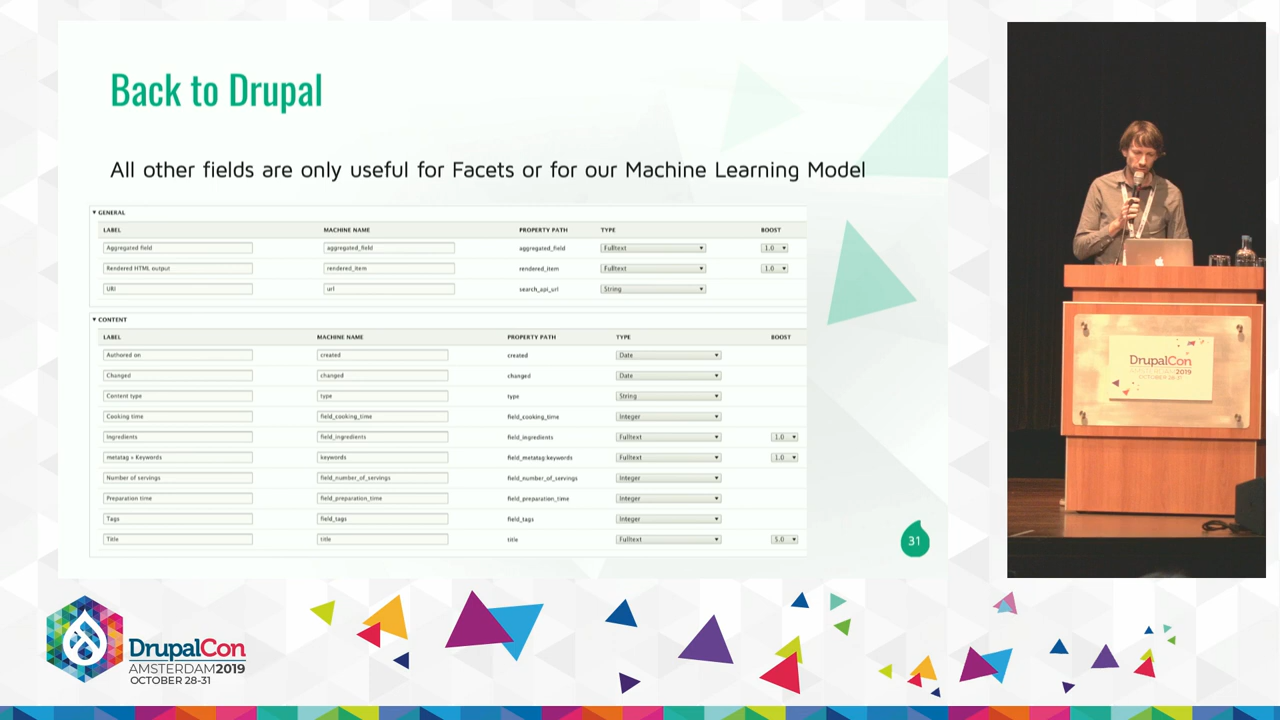 Back to Drupal
All other fields are only useful for Facets or for our Machine Learning Model
▼ GENERAL
LABEL MACHINE NAME PROPERTY PATH TYPE BOOST
Aggregated field aggregated_field aggregated_field Fulltext 1.0
Rendered HTML output rendered_item rendered_item Fulltext 1.0
URI url search_api_url String
▼ CONTENT
LABEL MACHINE NAME PROPERTY PATH TYPE BOOST
Authored on created created Date
Changed changed changed Date
Content type type type String
Cooking time field_cooking_time field_cooking_time Integer
Ingredients field_ingredients field_ingredients Fulltext 1.0
metatag » Keywords keywords field_metatag:keywords Fulltext 1.0
Number of servings field_number_of_servings field_number_of_servings Integer
Preparation time field_preparation_time field_preparation_time Integer
Tags field_tags field_tags Integer
Title title title Fulltext 5.0
31
DrupalCon
AMSTERDAM 2019
OCTOBER 28-31
DrupalCon
AMSTERDAM2019
OCTOBER 28-31